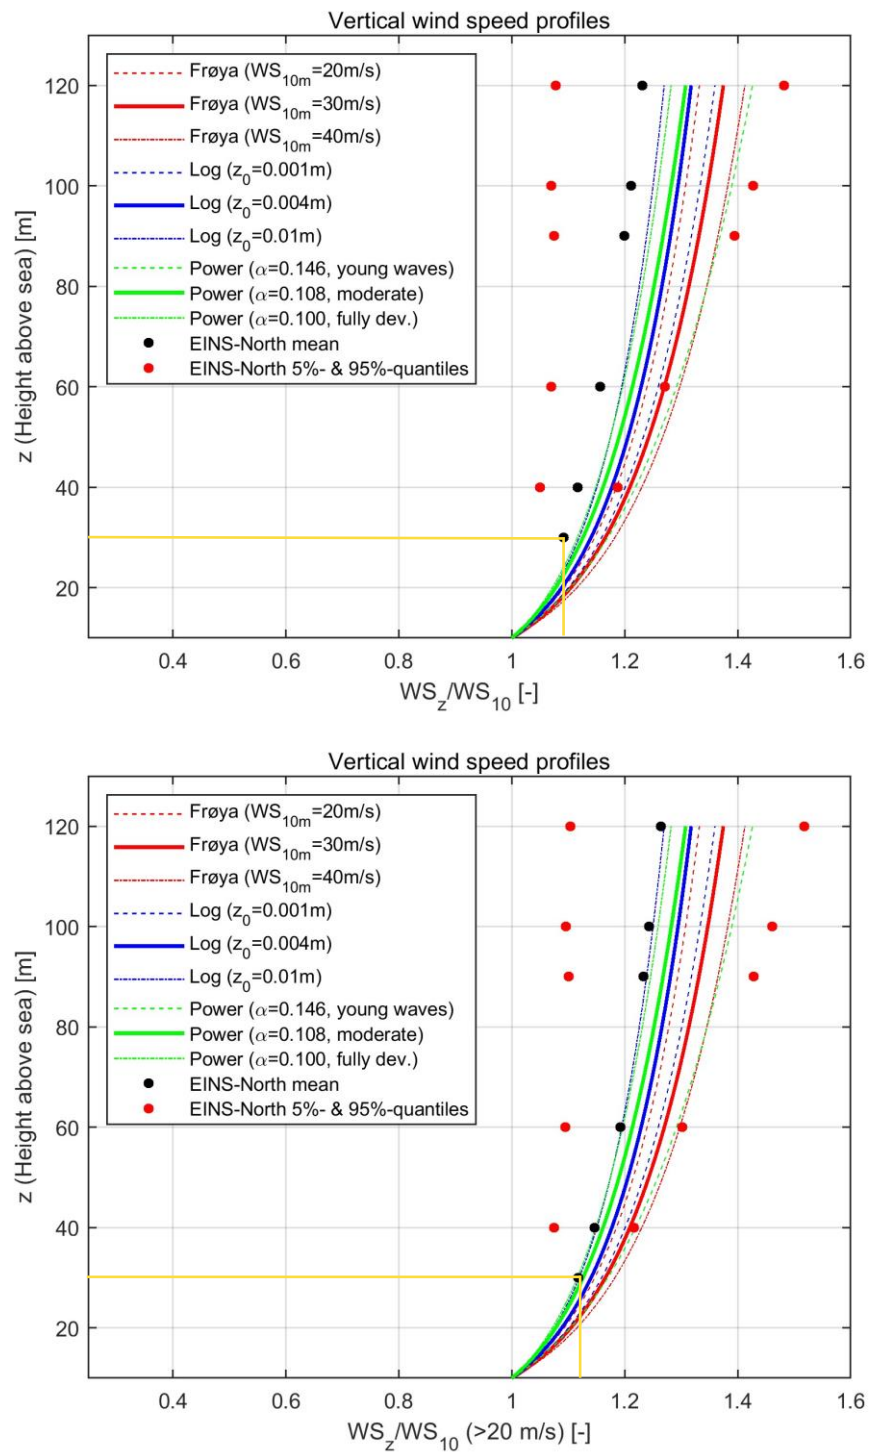 Vertical wind speed profiles
120
100
80
60
40
20
z (Height above sea) [m]
Frøya (WS10m=20m/s)
Frøya (WS10m=30m/s)
Frøya (WS10m=40m/s)
Log (z0=0.001m)
Log (z0=0.004m)
Log (z0=0.01m)
Power (α=0.146, young waves)
Power (α=0.108, moderate)
Power (α=0.100, fully dev.)
EINS-North mean
EINS-North 5%- & 95%-quantiles
0.4 0.6 0.8 1 1.2 1.4 1.6
WSz/WS10 [-]
Vertical wind speed profiles
120
100
80
60
40
20
z (Height above sea) [m]
Frøya (WS10m=20m/s)
Frøya (WS10m=30m/s)
Frøya (WS10m=40m/s)
Log (z0=0.001m)
Log (z0=0.004m)
Log (z0=0.01m)
Power (α=0.146, young waves)
Power (α=0.108, moderate)
Power (α=0.100, fully dev.)
EINS-North mean
EINS-North 5%- & 95%-quantiles
0.4 0.6 0.8 1 1.2 1.4 1.6
WSz/WS10 (>20 m/s) [-]